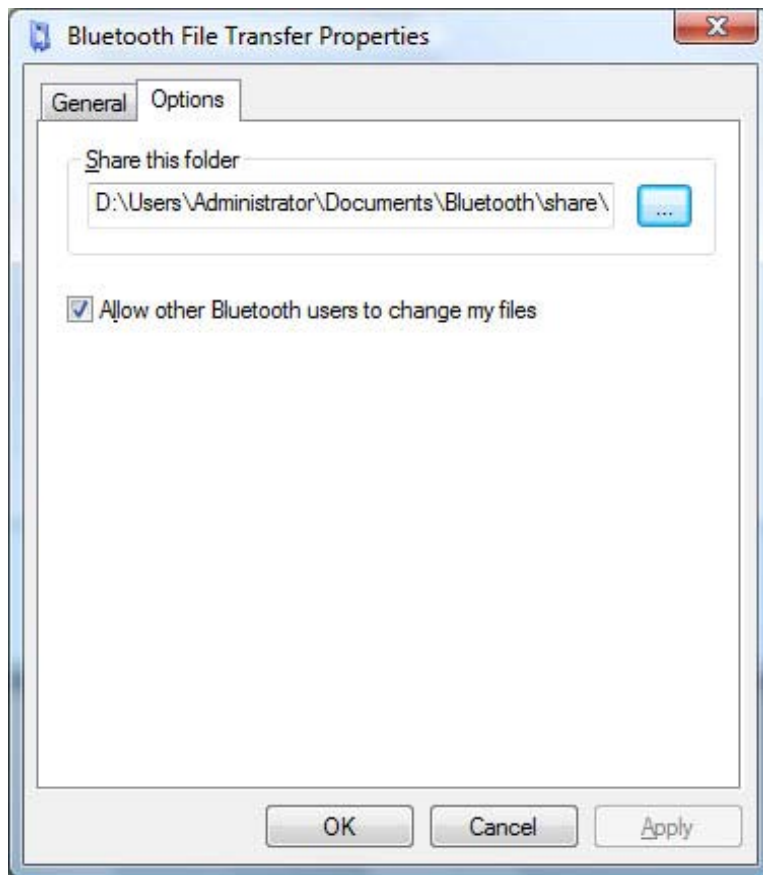 Bluetooth File Transfer Properties
General Options
Share this folder
D:\Users\Administrator\Documents\Bluetooth\share\
...
Allow other Bluetooth users to change my files
OK Cancel Apply